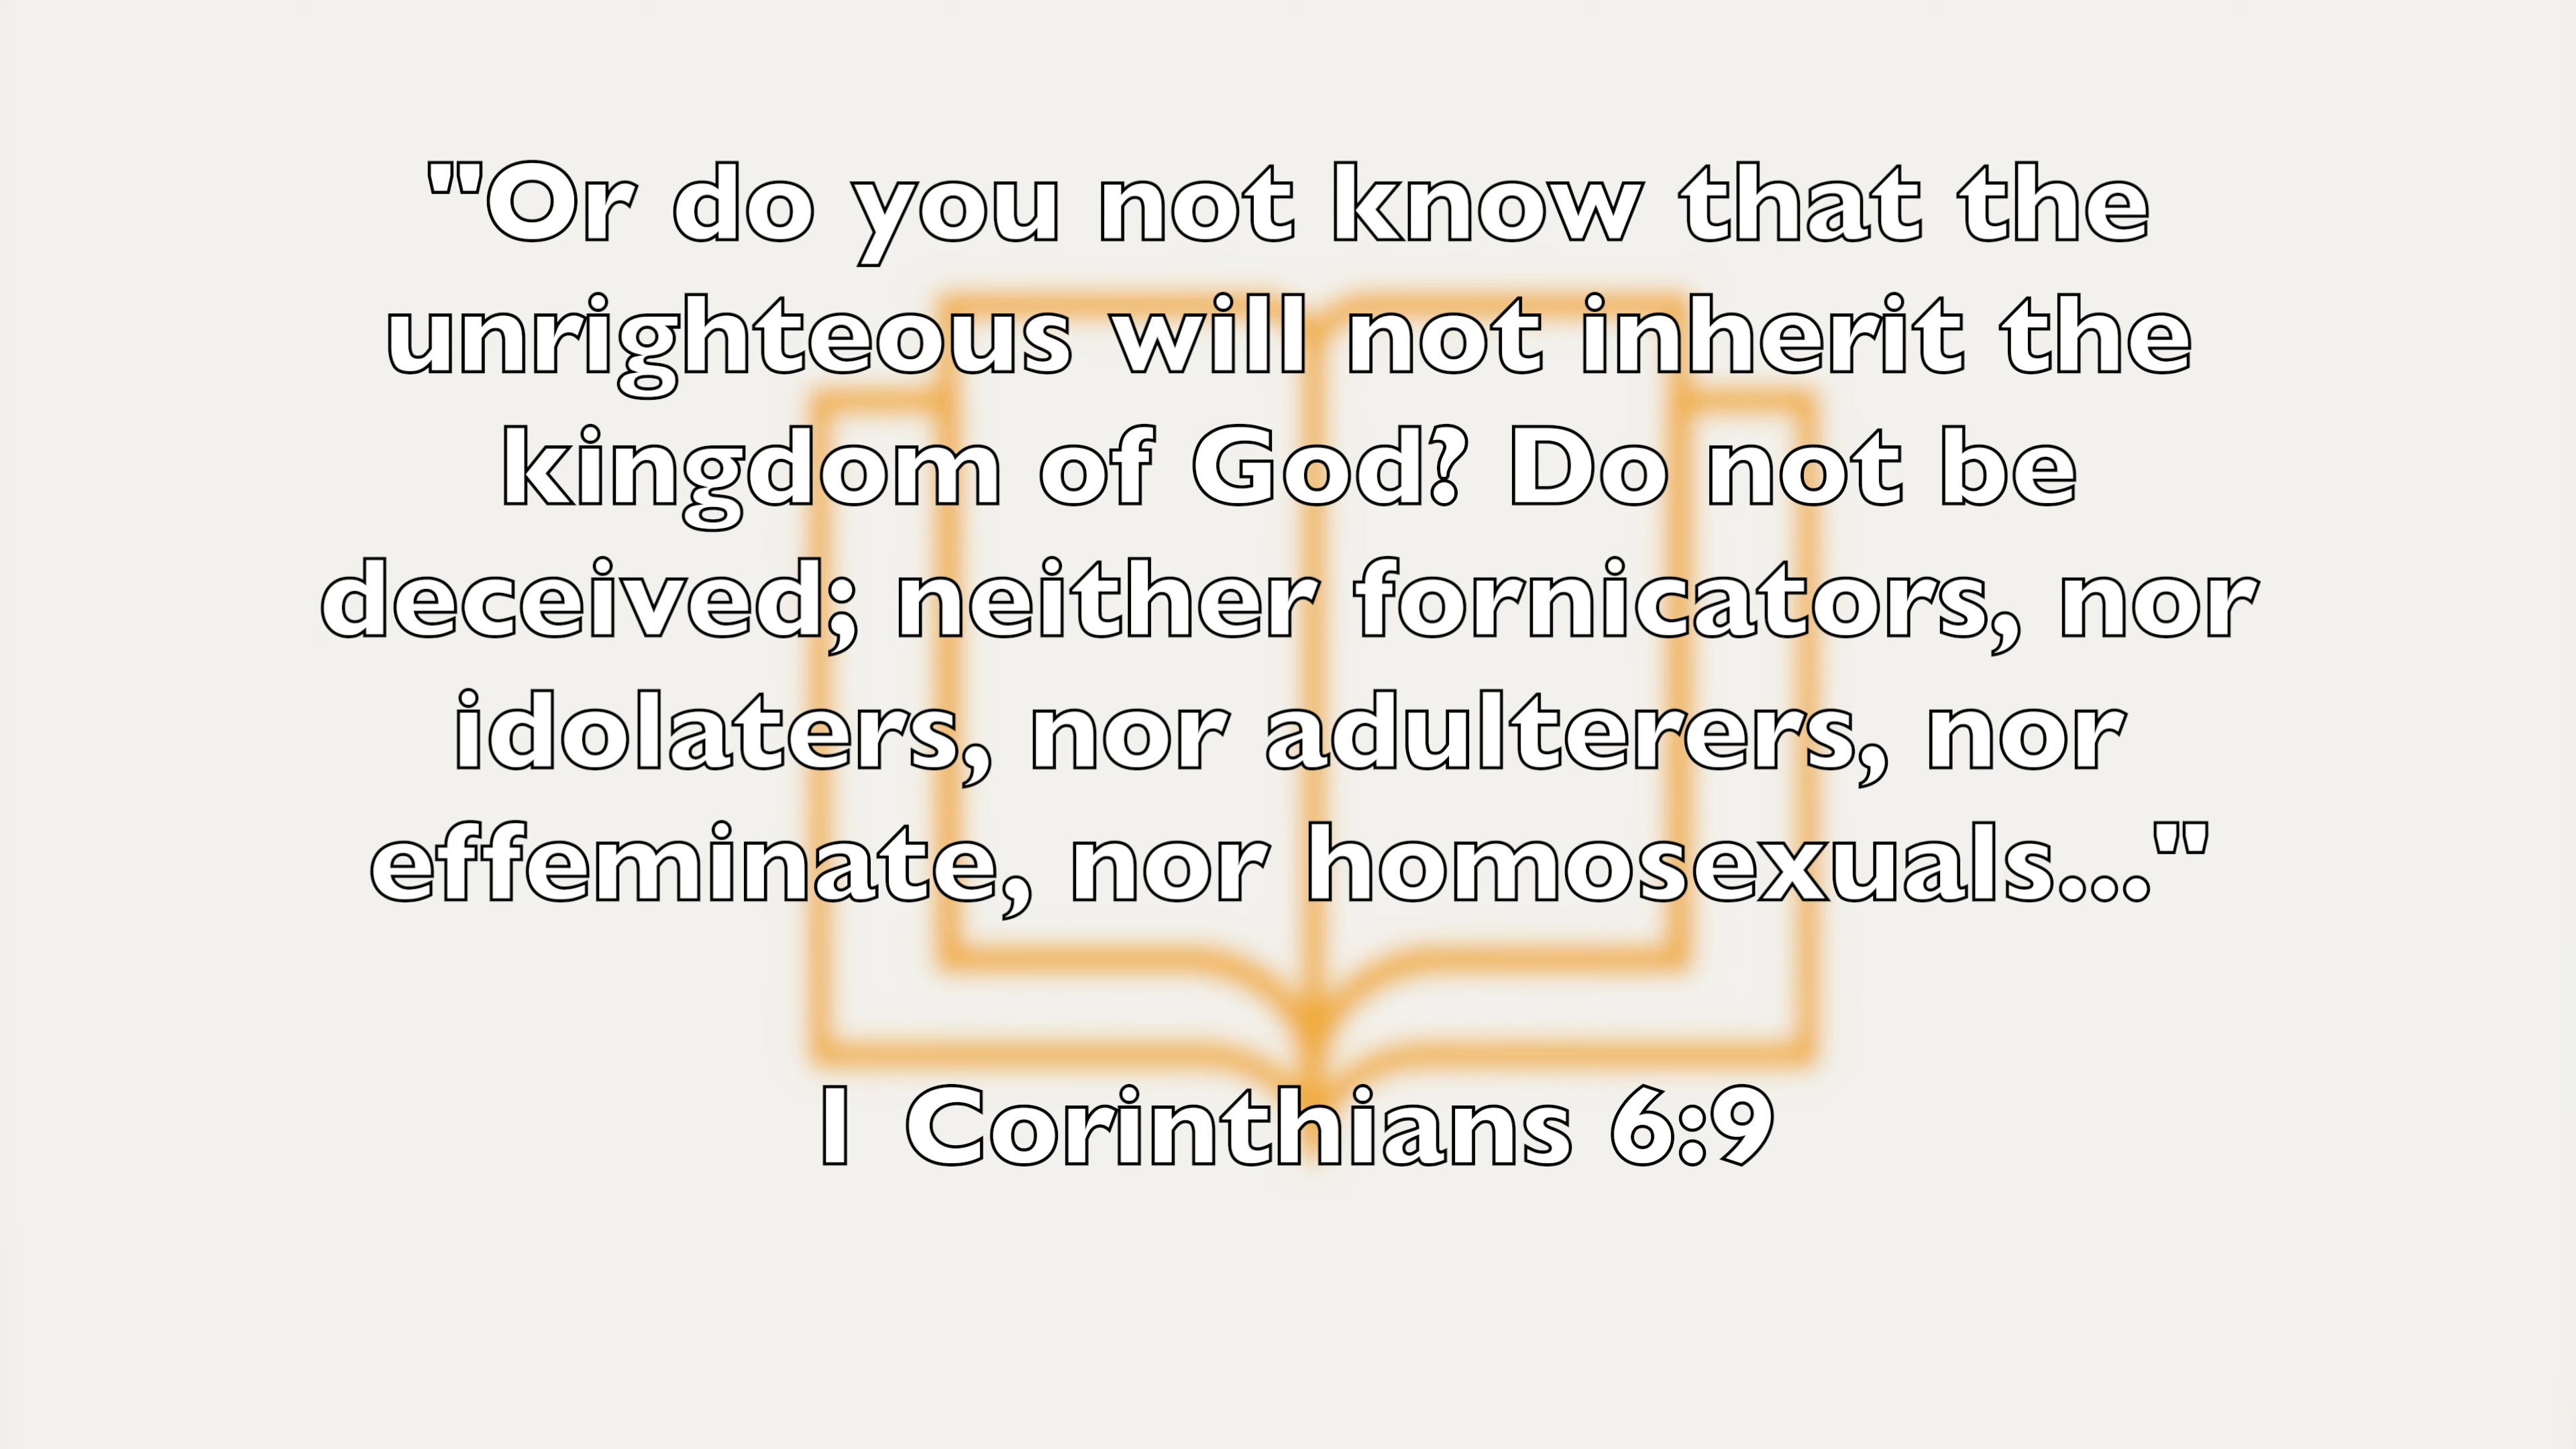 "Or do you not know that the
unrighteous will not inherit the
kingdom of God? Do not be
deceived; neither fornicators, nor
idolaters, nor adulterers, nor
effeminate, nor homosexuals..."
1 Corinthians 6:9